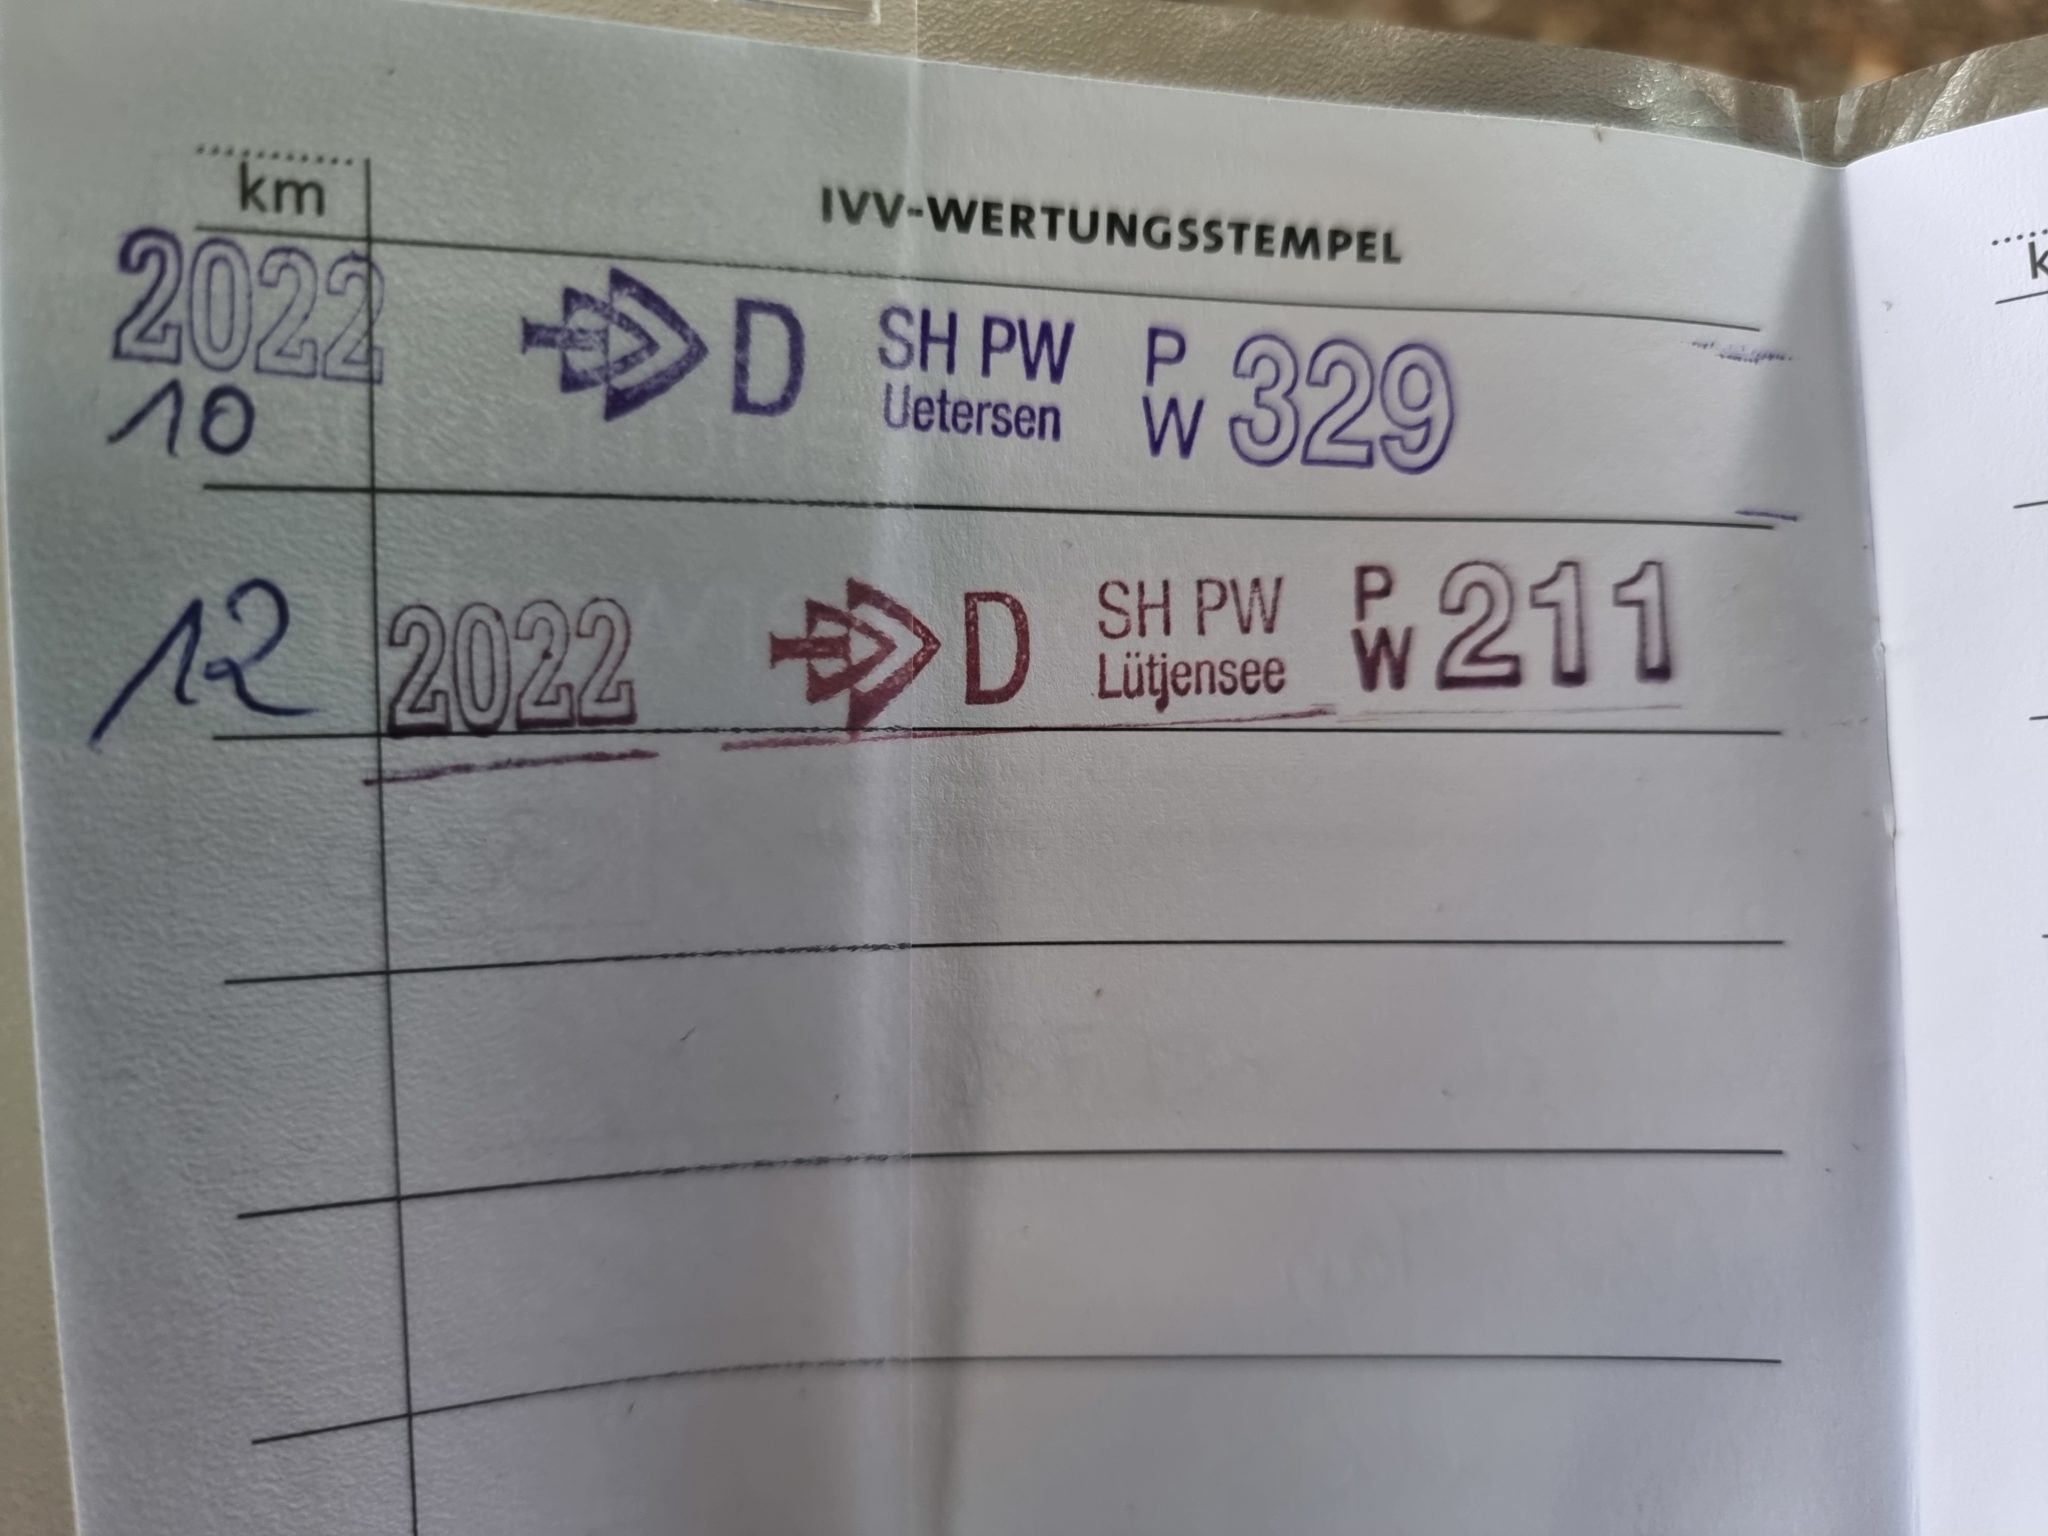 km
IVV-WERTUNGSSTEMPEL
2022 D SH PW P
Uetersen W 329
10
12 2022 D SH PW P
Lütjensee W 211
k